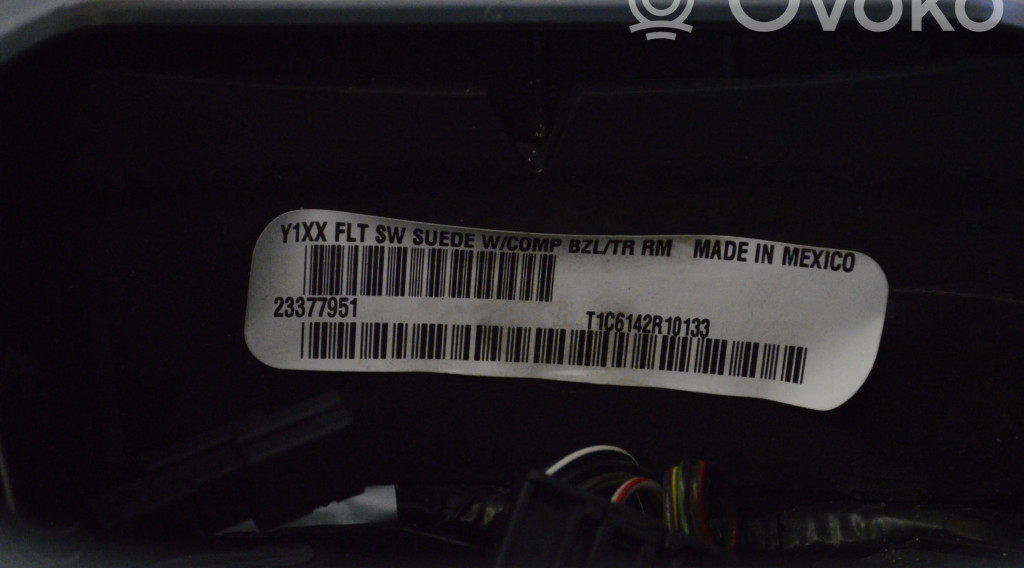 Ovoko
Y1XX FLT SW SUEDE W/COMP BZL/TR RM MADE IN MEXICO
23377951
T1C6142R10133